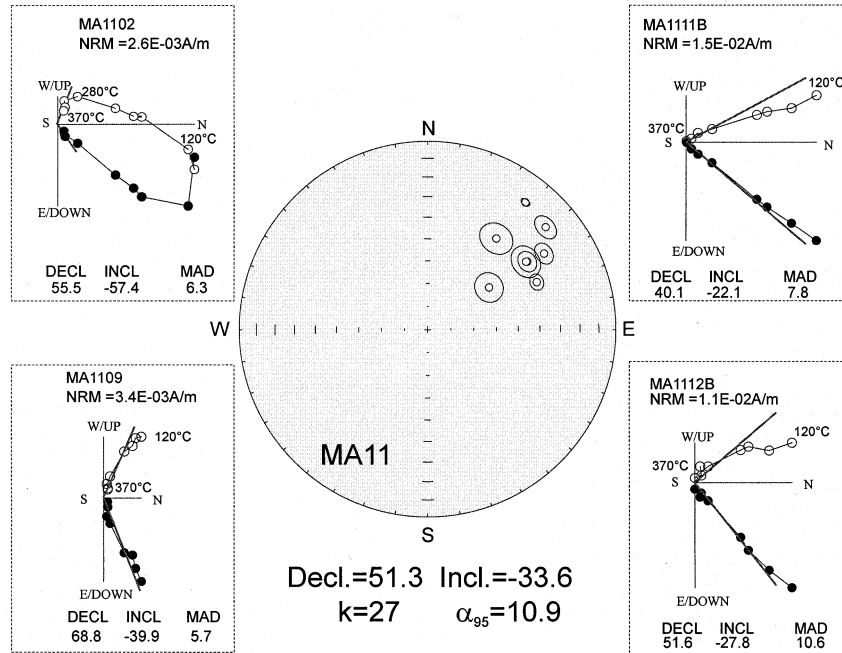 MA1102
NRM =2.6E-03A/m
W/UP
280°C
370°C
S
N
120°C
E/DOWN
DECL INCL MAD
55.5 -57.4 6.3
MA1111B
NRM =1.5E-02A/m
W/UP
120°C
370°C
S
N
E/DOWN
DECL INCL MAD
40.1 -22.1 7.8
N
W
E
MA11
S
MA1109
NRM =3.4E-03A/m
W/UP
120°C
370°C
S
N
E/DOWN
DECL INCL MAD
68.8 -39.9 5.7
MA1112B
NRM =1.1E-02A/m
W/UP
120°C
370°C
S
N
E/DOWN
DECL INCL MAD
51.6 -27.8 10.6
Decl.=51.3 Incl.=-33.6
k=27 α95=10.9